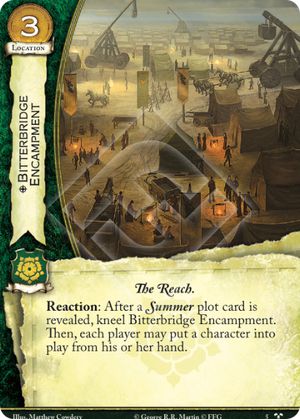 3
LOCATION
BITTERBRIDGE
ENCAMPMENT
The Reach.
Reaction: After a Summer plot card is
revealed, kneel Bitterbridge Encampment.
Then, each player may put a character into
play from his or her hand.
Illus. Matthew Cowdery © George R.R. Martin © FFG 5